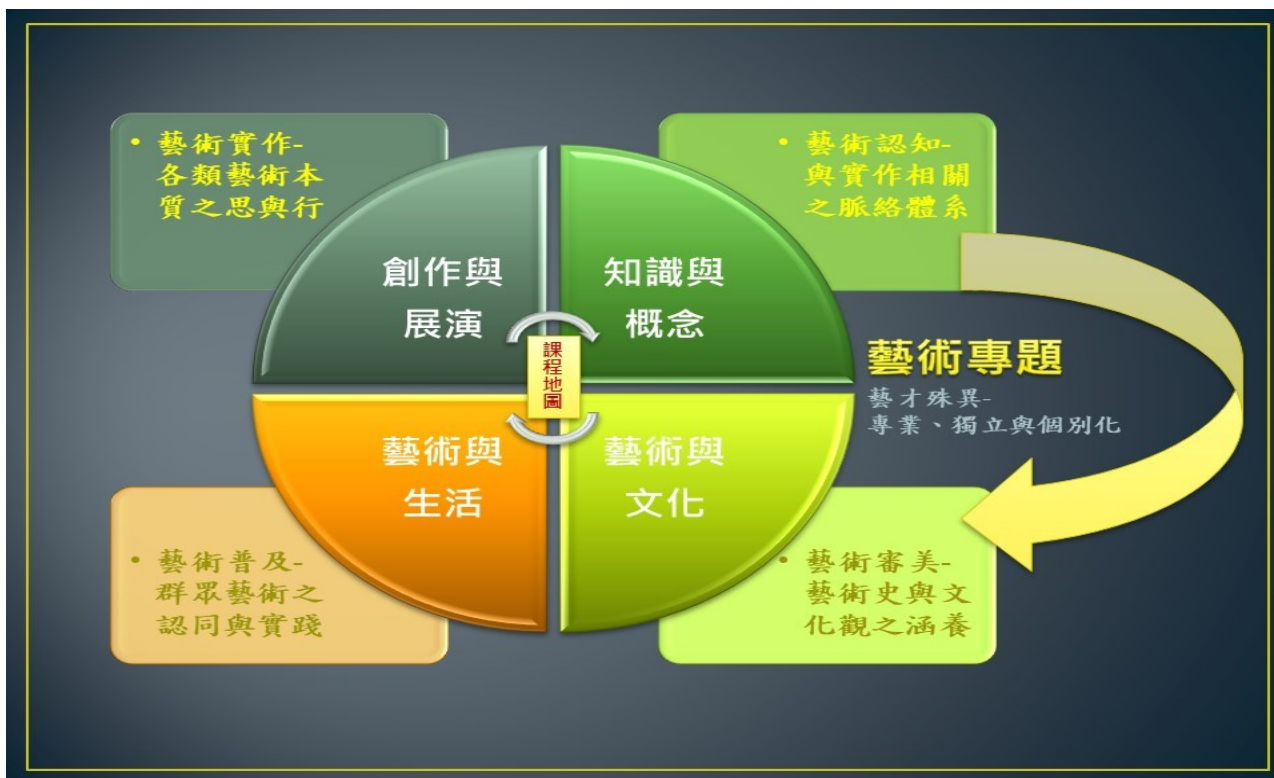 • 藝術實作-
各類藝術本
質之思與行
• 藝術認知-
與實作相關
之脈絡體系
創作與
展演
知識與
概念
課程地圖
藝術專題
藝才殊異-
專業、獨立與個別化
藝術與
生活
藝術與
文化
• 藝術普及-
群眾藝術之
認同與實踐
• 藝術審美-
藝術史與文
化觀之涵養